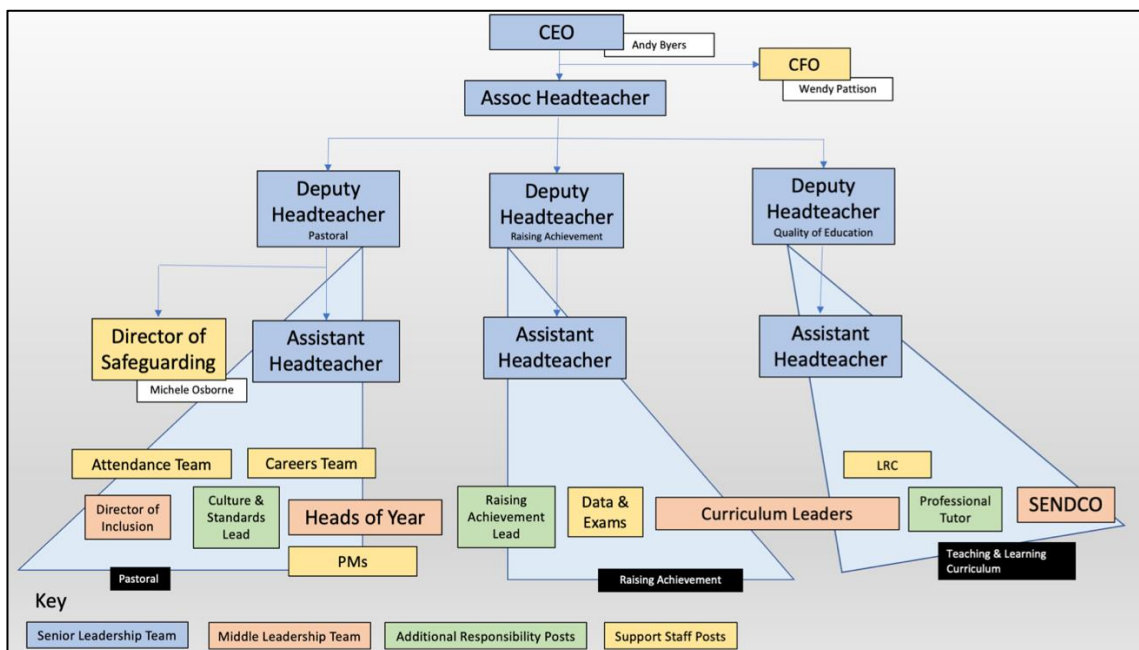 CEO
Andy Byers
CFO
Wendy Pattison
Assoc Headteacher
Deputy
Headteacher
Pastoral
Deputy
Headteacher
Raising Achievement
Deputy
Headteacher
Quality of Education
Director of
Safeguarding
Michele Osborne
Assistant
Headteacher
Assistant
Headteacher
Assistant
Headteacher
Attendance Team
Careers Team
LRC
Director of
Inclusion
Culture &
Standards
Lead
Heads of Year
PMs
Raising
Achievement
Lead
Data &
Exams
Curriculum Leaders
Professional
Tutor
SENDCO
Pastoral
Raising Achievement
Teaching & Learning
Curriculum
Key
Senior Leadership Team
Middle Leadership Team
Additional Responsibility Posts
Support Staff Posts